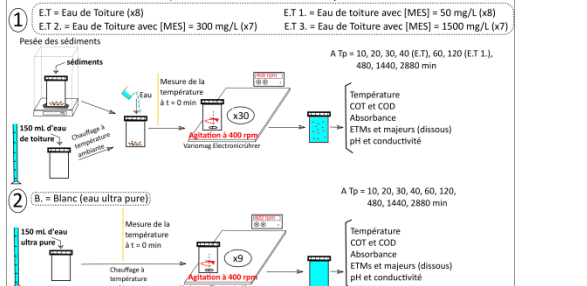 1
E.T = Eau de Toiture (x8)
E.T 1. = Eau de toiture avec [MES] = 50 mg/L (x8)
E.T 2. = Eau de Toiture avec [MES] = 300 mg/L (x7)
E.T 3. = Eau de Toiture avec [MES] = 1500 mg/L (x7)
Pesée des sédiments
sédiments
Eau
Mesure de la
température
à t = 0 min
400 rpm
x30
Agitation à 400 rpm
Variomag Electronicrührer
150 mL d'eau
de toiture
Chauffage à
température
ambiante
A Tp = 10, 20, 30, 40 (E.T), 60, 120 (E.T 1.),
480, 1440, 2880 min
Température
COT et COD
Absorbance
ETMs et majeurs (dissous)
pH et conductivité
2
B. = Blanc (eau ultra pure)
150 mL d'eau
ultra pure
Mesure de la
température
à t = 0 min
Chauffage à
température
400 rpm
x9
Agitation à 400 rpm
A Tp = 10, 20, 30, 40, 60, 120,
480, 1440, 2880 min
Température
COT et COD
Absorbance
ETMs et majeurs (dissous)
pH et conductivité